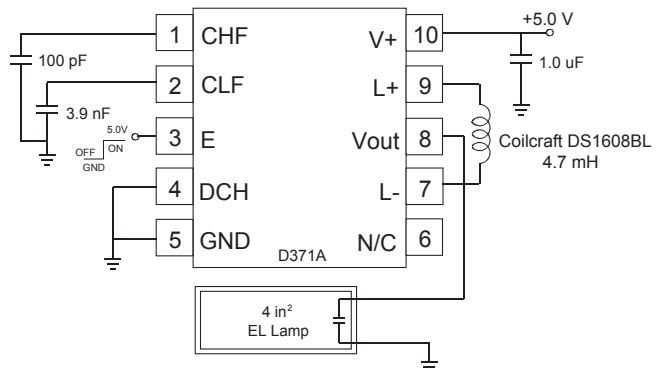 +5.0 V
1 CHF V+ 10
100 pF
1.0 uF
2 CLF L+ 9
3.9 nF
5.0V
OFF ON
GND
3 E Vout 8
Coilcraft DS1608BL
4.7 mH
4 DCH L- 7
5 GND N/C 6
D371A
4 in²
EL Lamp